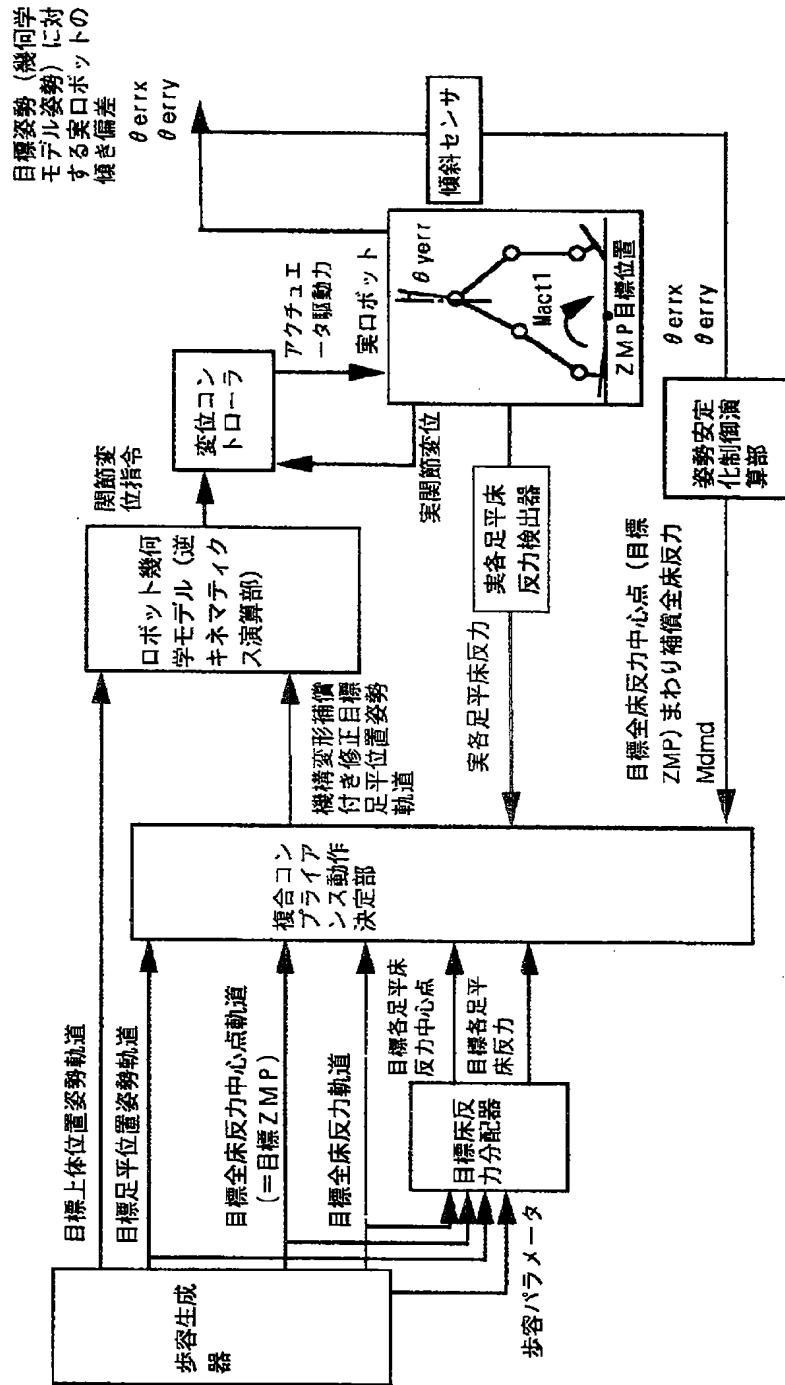 歩容生成
器
目標上体位置姿勢軌道
目標足平位置姿勢軌道
目標全床反力中心点軌道
(=目標ZMP)
目標全床反力軌道
歩容パラメータ
目標床反
力分配器
目標各足平床
反力中心点
目標各足平
床反力
複合コン
プライア
ンス動作
決定部
機構変形補償
付き修正目標
足平位置姿勢
軌道
ロボット幾何
学モデル(逆
キネマティク
ス演算部)
関節変
位指令
変位コン
トローラ
アクチュエ
ータ駆動力
実ロボット
実関節変位
θyerr
Mact1
ZMP目標位置
実各足平床
反力検出器
実各足平床反力
傾斜センサ
目標姿勢(幾何学
モデル姿勢)に対
する実ロボットの
傾き偏差
θerrx
θerry
θerrx
θerry
姿勢安定
化制御演
算部
目標全床反力中心点(目標
ZMP)まわり補償全床反力
Mdmd